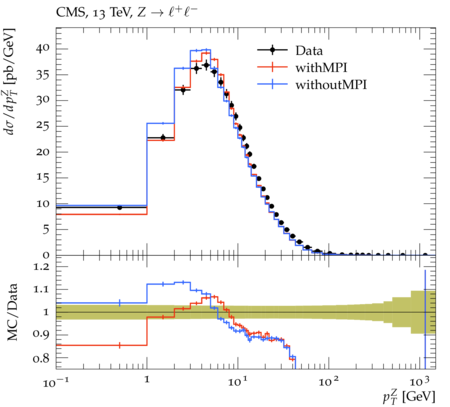 CMS, 13 TeV, Z → ℓ⁺ℓ⁻
dσ/dp_T^Z [pb/GeV]
40
35
30
25
20
15
10
5
0
Data
withMPI
withoutMPI
MC/Data
1.2
1.1
1
0.9
0.8
10⁻¹ 1 10¹ 10² 10³
p_T^Z [GeV]